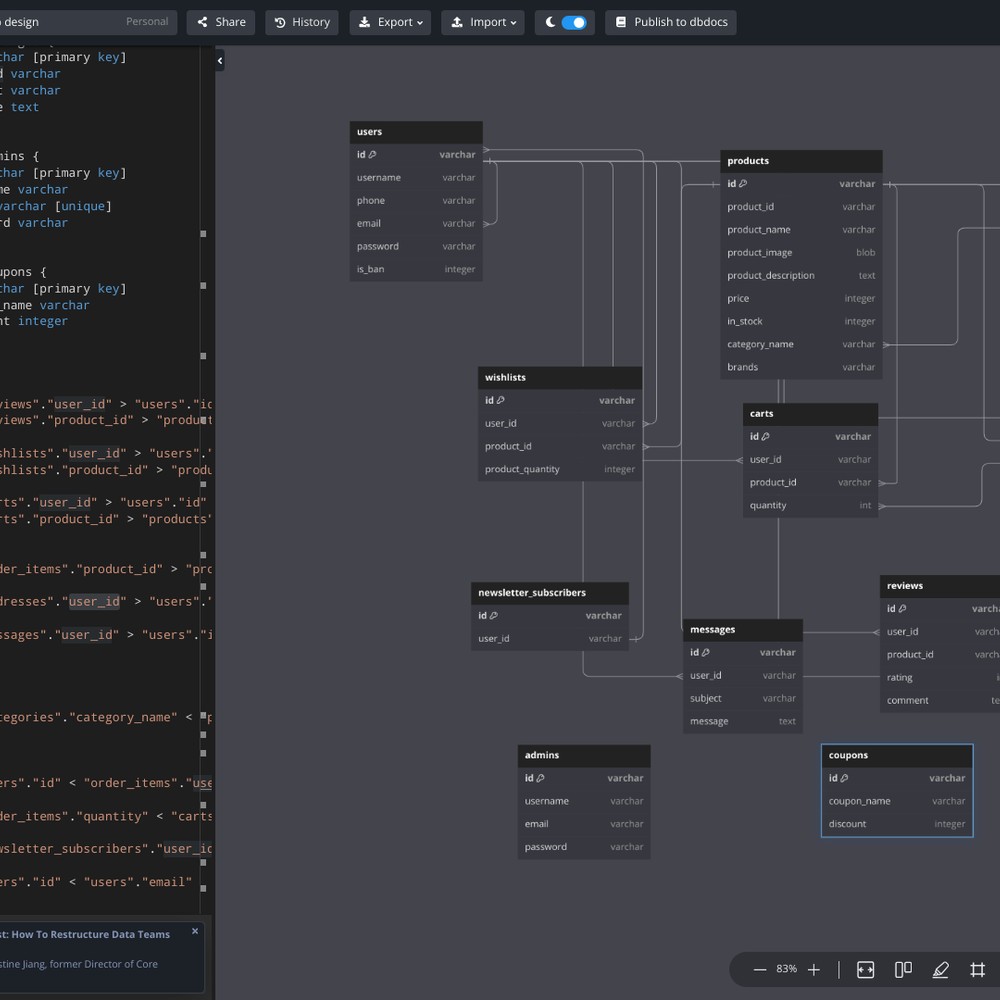 design Personal Share History Export Import Publish to dbdocs
har [primary key]
varchar
varchar
text
mins {
char [primary key]
me varchar
varchar [unique]
rd varchar
upons {
char [primary key]
_name varchar
nt integer
views"."user_id" > "users"."id
views"."product_id" > "product
shlists"."user_id" > "users"."
shlists"."product_id" > "produ
rts"."user_id" > "users"."id"
rts"."product_id" > "products"
der_items"."product_id" > "pro
dresses"."user_id" > "users"."
ssages"."user_id" > "users"."i
tegories"."category_name" < "p
ers"."id" < "order_items"."use
der_items"."quantity" < "carts
wsletter_subscribers"."user_id
ers"."id" < "users"."email"
st: How To Restructure Data Teams
stine Jiang, former Director of Core
users
id varchar
username varchar
phone varchar
email varchar
password varchar
is_ban integer
products
id varchar
product_id varchar
product_name varchar
product_image blob
product_description text
price integer
in_stock integer
category_name varchar
brands varchar
wishlists
id varchar
user_id varchar
product_id varchar
product_quantity integer
carts
id varchar
user_id varchar
product_id varchar
quantity int
newsletter_subscribers
id varchar
user_id varchar
messages
id varchar
user_id varchar
subject varchar
message text
reviews
id varch
user_id varch
product_id varch
rating i
comment te
admins
id varchar
username varchar
email varchar
password varchar
coupons
id varchar
coupon_name varchar
discount integer
83%